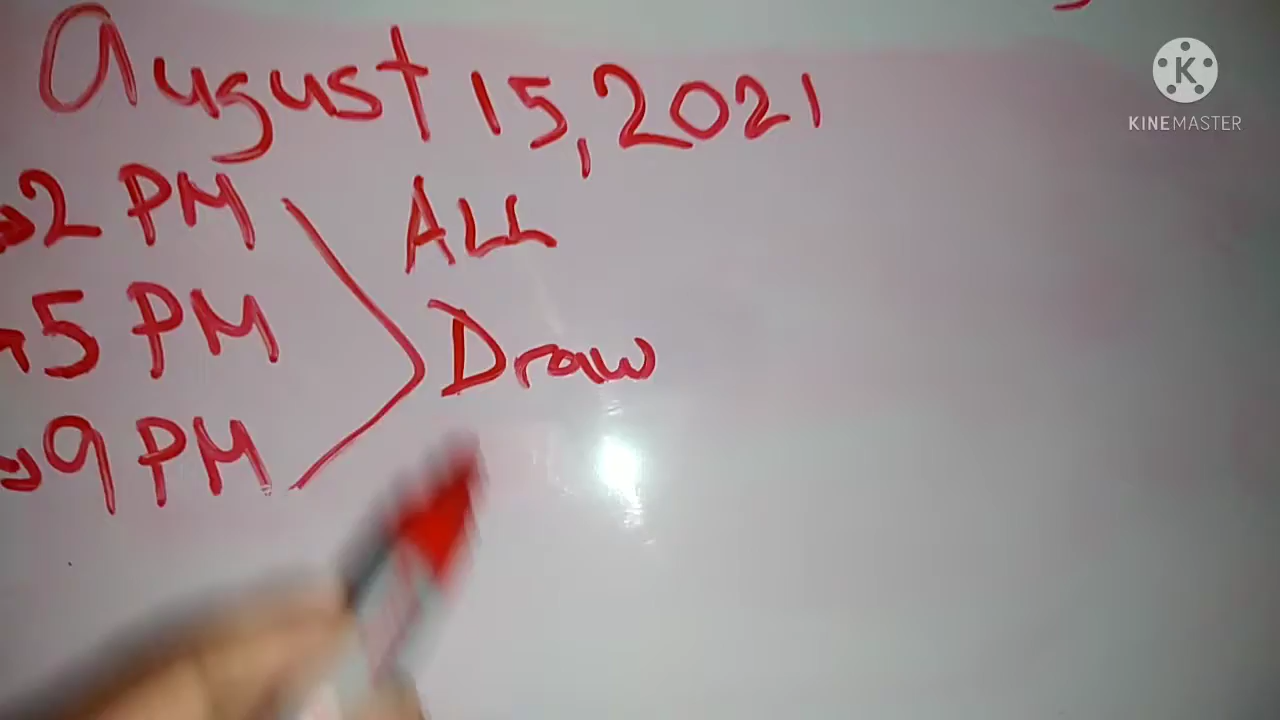 August 15, 2021
2 PM
5 PM
9 PM
ALL
Draw
KINEMASTER